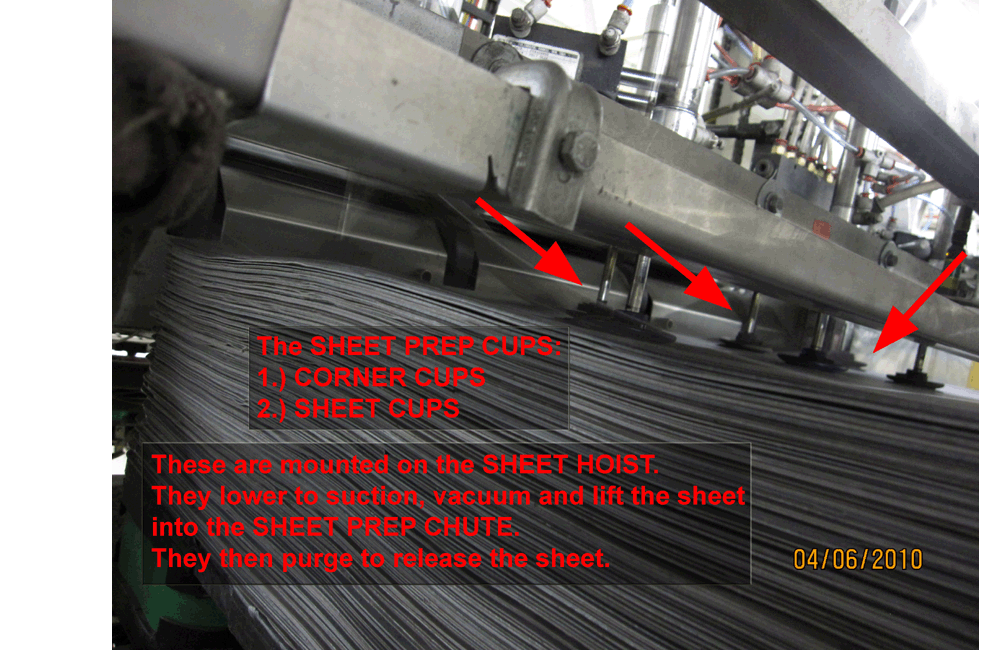 The SHEET PREP CUPS:
1.) CORNER CUPS
2.) SHEET CUPS
These are mounted on the SHEET HOIST.
They lower to suction, vacuum and lift the sheet
into the SHEET PREP CHUTE.
They then purge to release the sheet.
04/06/2010